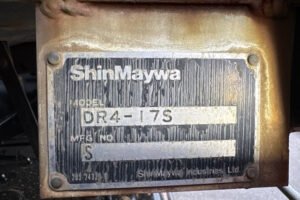 ShinMaywa
MODEL
DR4-17S
MFG NO
S
ShinMaywa Industries Ltd